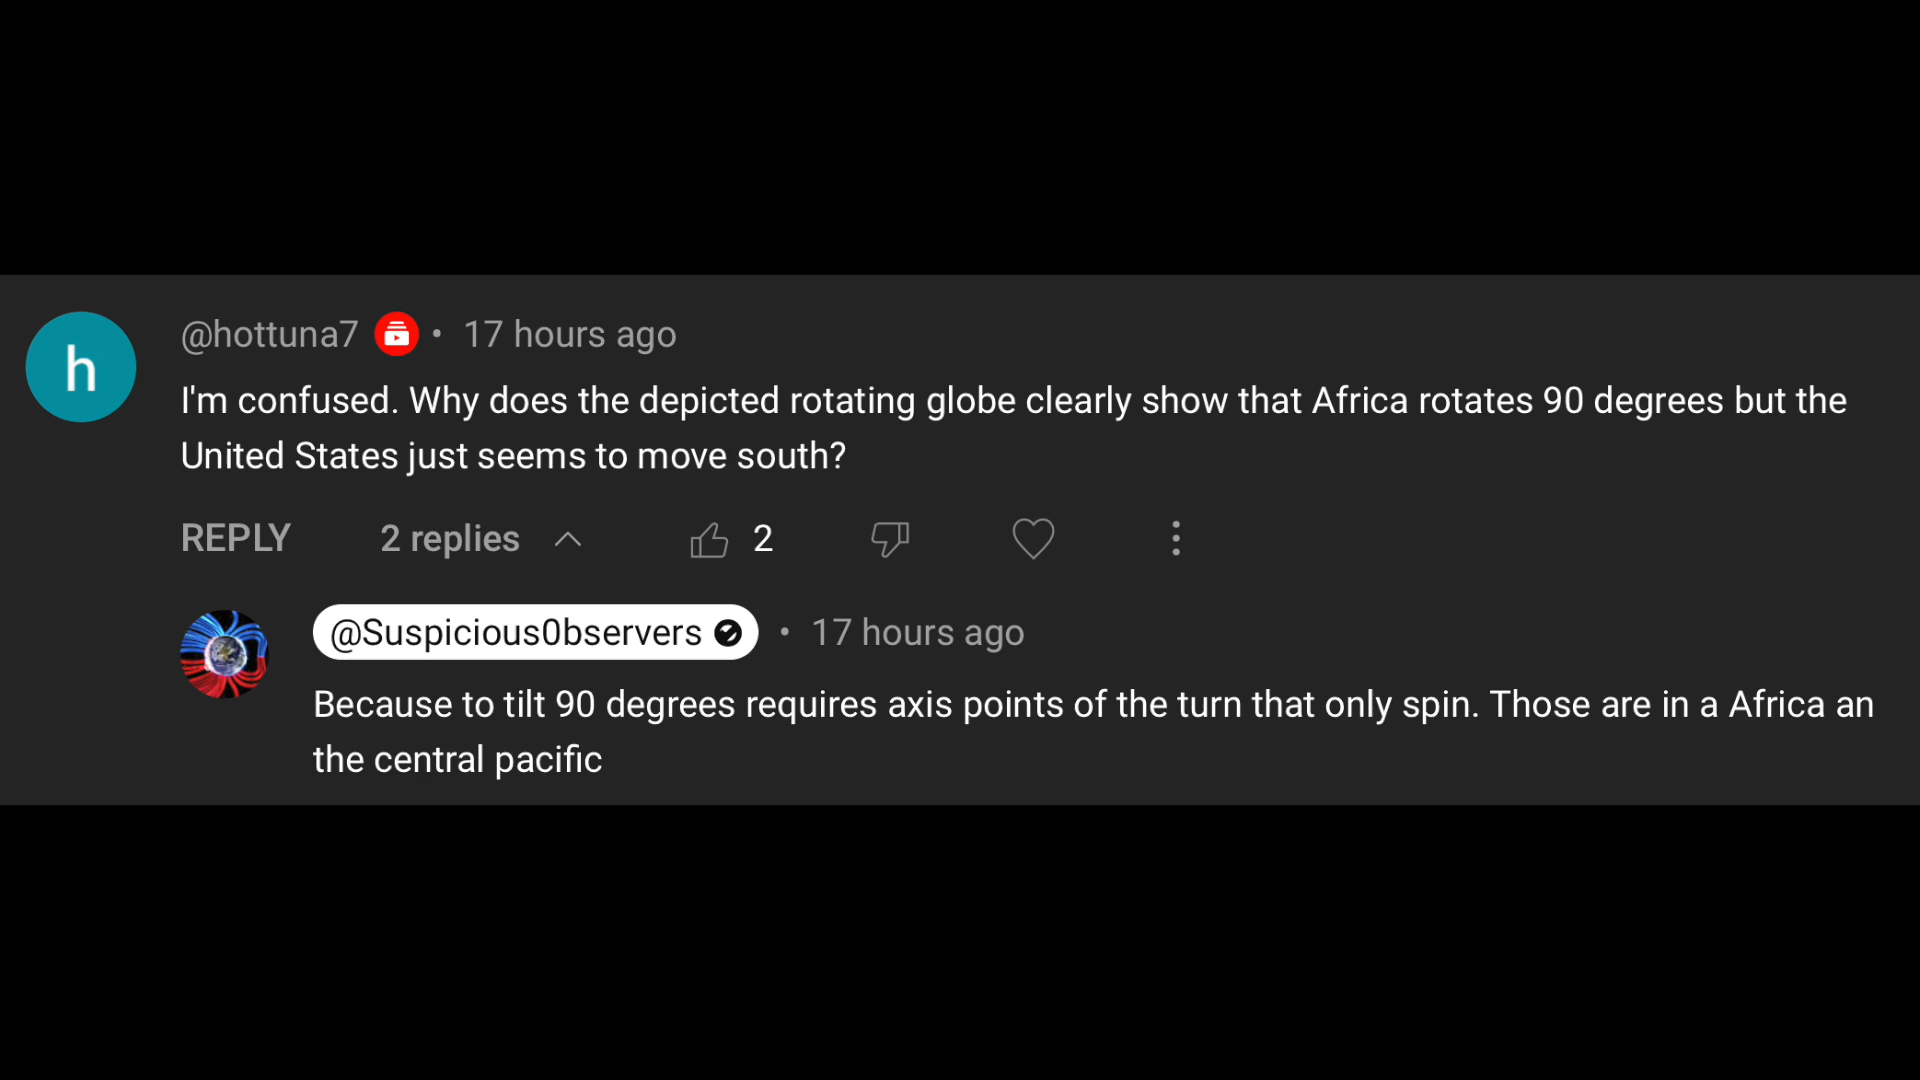 h
@hottuna7 • 17 hours ago
I'm confused. Why does the depicted rotating globe clearly show that Africa rotates 90 degrees but the
United States just seems to move south?
REPLY 2 replies 2
@Suspicious0bservers • 17 hours ago
Because to tilt 90 degrees requires axis points of the turn that only spin. Those are in a Africa an
the central pacific